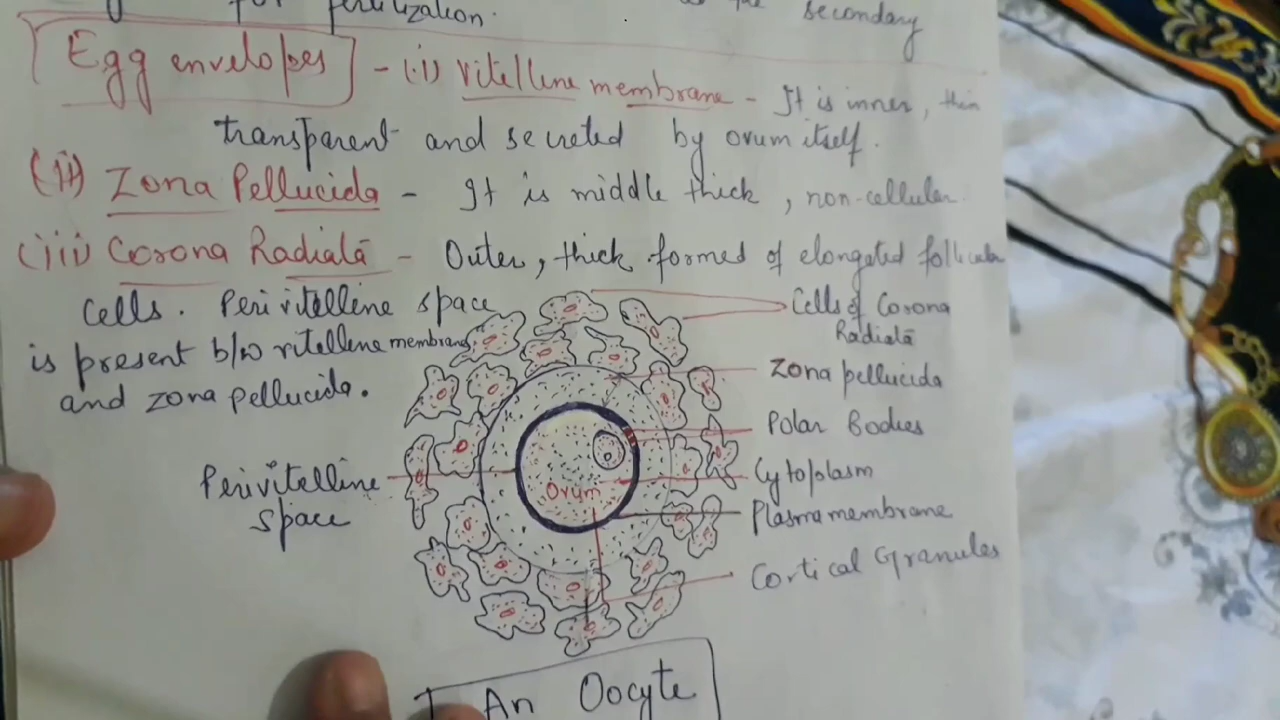 for fertilization.
secondary
Egg envelopes - (i) Vitelline membrane - It is inner, thin
transparent and secreted by ovum itself.
(ii) Zona Pellucida - It is middle thick, non-cellular.
(iii) Corona Radiatā - Outer, thick formed of elongated follicular
cells. Perivitelline space
is present b/w vitelline membrane
and zona pellucida.
Cells of Corona
Radiatā
Zona pellucida
Polar Bodies
Cytoplasm
Plasma membrane
Cortical Granules
Perivitelline
space
Ovum
An Oocyte